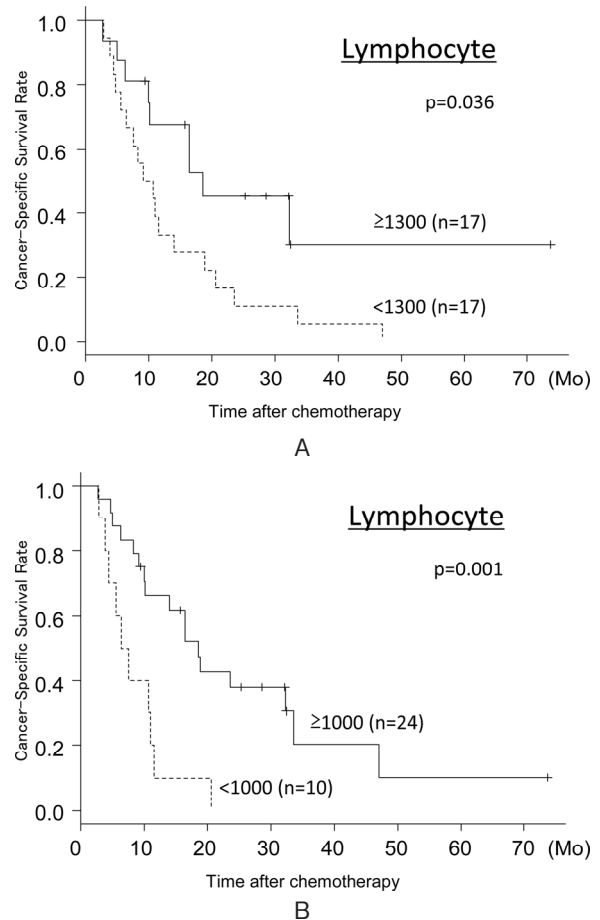 1.0
Lymphocyte
0.8
p=0.036
0.6
0.4
≥1300 (n=17)
0.2
<1300 (n=17)
0.0
Cancer-Specific Survival Rate
0 10 20 30 40 50 60 70 (Mo)
Time after chemotherapy
A
1.0
Lymphocyte
0.8
p=0.001
0.6
0.4
≥1000 (n=24)
0.2
<1000 (n=10)
0.0
Cancer-Specific Survival Rate
0 10 20 30 40 50 60 70 (Mo)
Time after chemotherapy
B